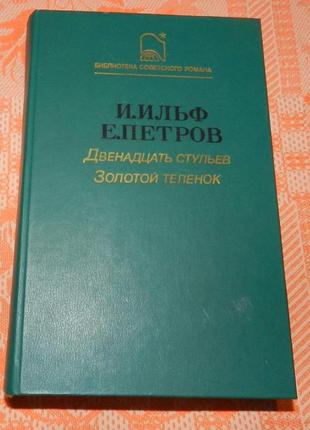 БИБЛИОТЕКА СОВЕТСКОГО РОМАНА
И.ИЛЬФ
Е.ПЕТРОВ
ДВЕНАДЦАТЬ СТУЛЬЕВ
ЗОЛОТОЙ ТЕЛЕНОК